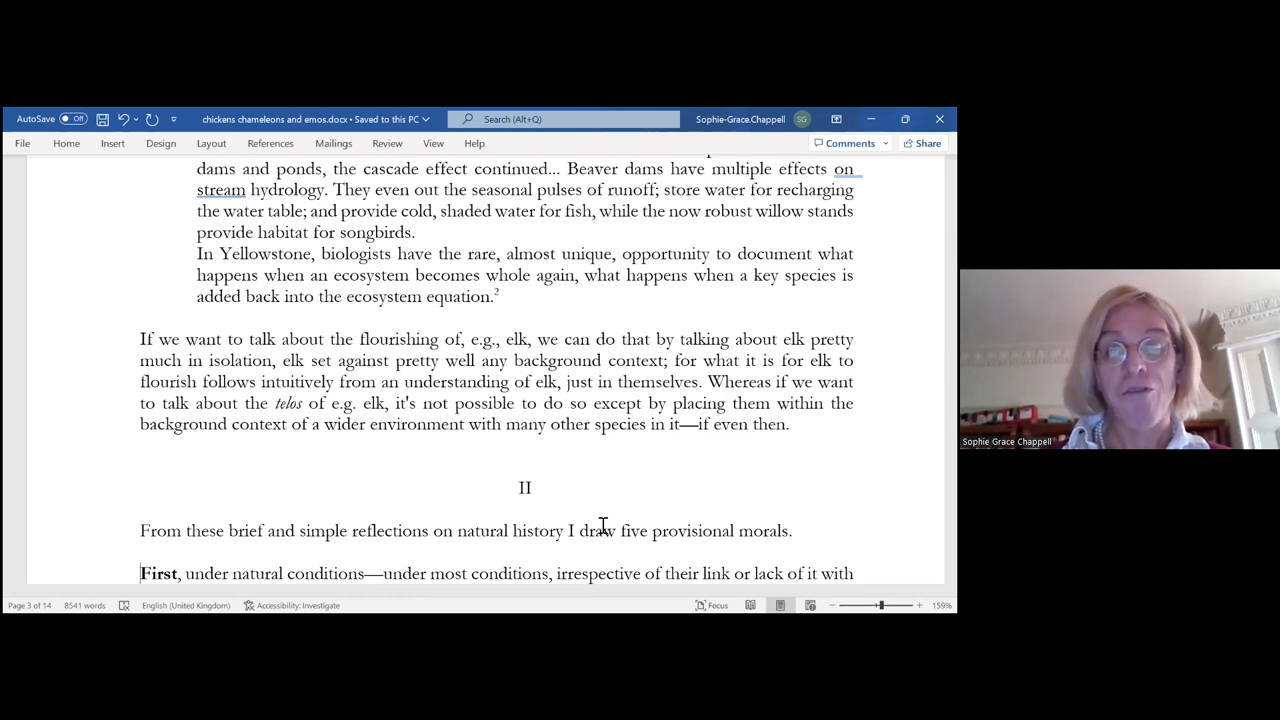 AutoSave Off chickens chameleons and emos.docx • Saved to this PC Search (Alt+Q) Sophie-Grace.Chappell SG
File Home Insert Design Layout References Mailings Review View Help Comments Share
dams and ponds, the cascade effect continued... Beaver dams have multiple effects on
stream hydrology. They even out the seasonal pulses of runoff; store water for recharging
the water table; and provide cold, shaded water for fish, while the now robust willow stands
provide habitat for songbirds.
In Yellowstone, biologists have the rare, almost unique, opportunity to document what
happens when an ecosystem becomes whole again, what happens when a key species is
added back into the ecosystem equation.2
If we want to talk about the flourishing of, e.g., elk, we can do that by talking about elk pretty
much in isolation, elk set against pretty well any background context; for what it is for elk to
flourish follows intuitively from an understanding of elk, just in themselves. Whereas if we want
to talk about the telos of e.g. elk, it's not possible to do so except by placing them within the
background context of a wider environment with many other species in it—if even then.
II
From these brief and simple reflections on natural history I draw five provisional morals.
First, under natural conditions—under most conditions, irrespective of their link or lack of it with
Page 3 of 14 8541 words English (United Kingdom) Accessibility: Investigate Focus 159%
Sophie Grace Chappell